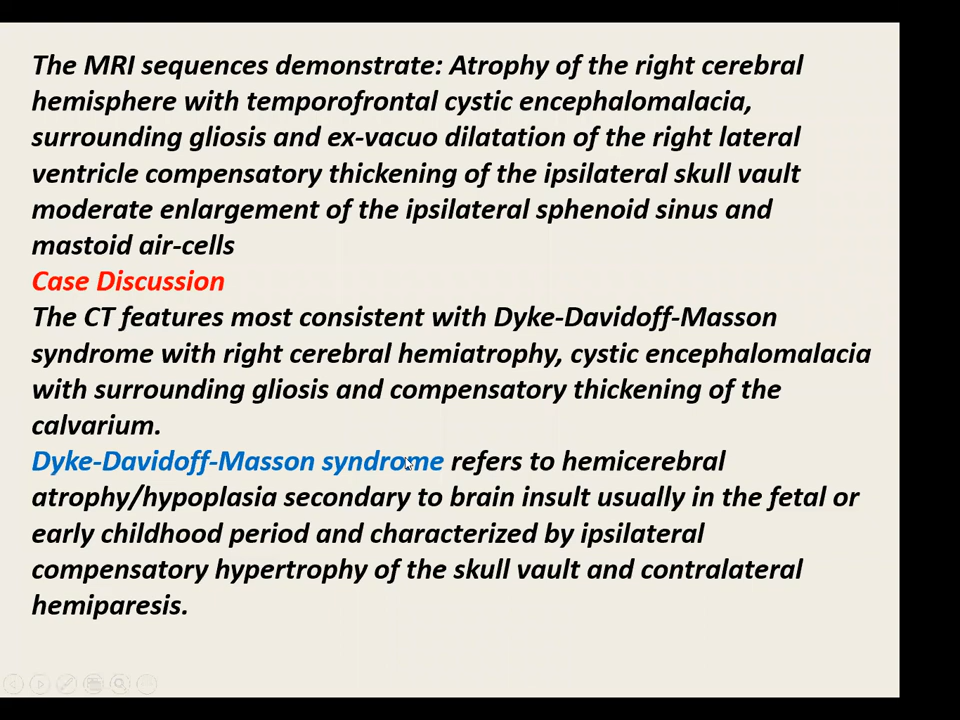 The MRI sequences demonstrate: Atrophy of the right cerebral
hemisphere with temporofrontal cystic encephalomalacia,
surrounding gliosis and ex-vacuo dilatation of the right lateral
ventricle compensatory thickening of the ipsilateral skull vault
moderate enlargement of the ipsilateral sphenoid sinus and
mastoid air-cells
Case Discussion
The CT features most consistent with Dyke-Davidoff-Masson
syndrome with right cerebral hemiatrophy, cystic encephalomalacia
with surrounding gliosis and compensatory thickening of the
calvarium.
Dyke-Davidoff-Masson syndrome refers to hemicerebral
atrophy/hypoplasia secondary to brain insult usually in the fetal or
early childhood period and characterized by ipsilateral
compensatory hypertrophy of the skull vault and contralateral
hemiparesis.